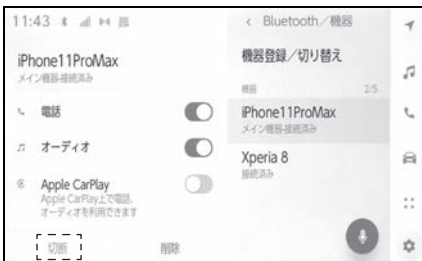 11:43
iPhone11ProMax
メイン機器-接続済み
電話
オーディオ
Apple CarPlay
Apple CarPlay上で電話、
オーディオを利用できます
切断
削除
< Bluetooth/機器
機器登録/切り替え
機器 2/5
iPhone11ProMax
メイン機器-接続済み
Xperia 8
接続済み